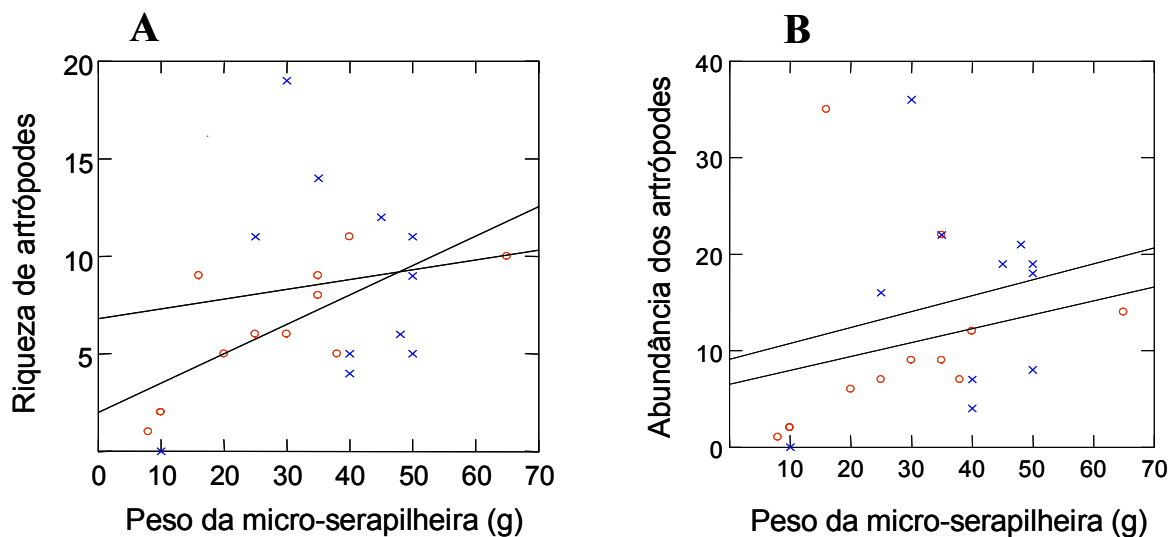 A
Riqueza de artrópodes
20
15
10
5
0 10 20 30 40 50 60 70
Peso da micro-serapilheira (g)
B
Abundância dos artrópodes
40
30
20
10
0
10 20 30 40 50 60 70
Peso da micro-serapilheira (g)